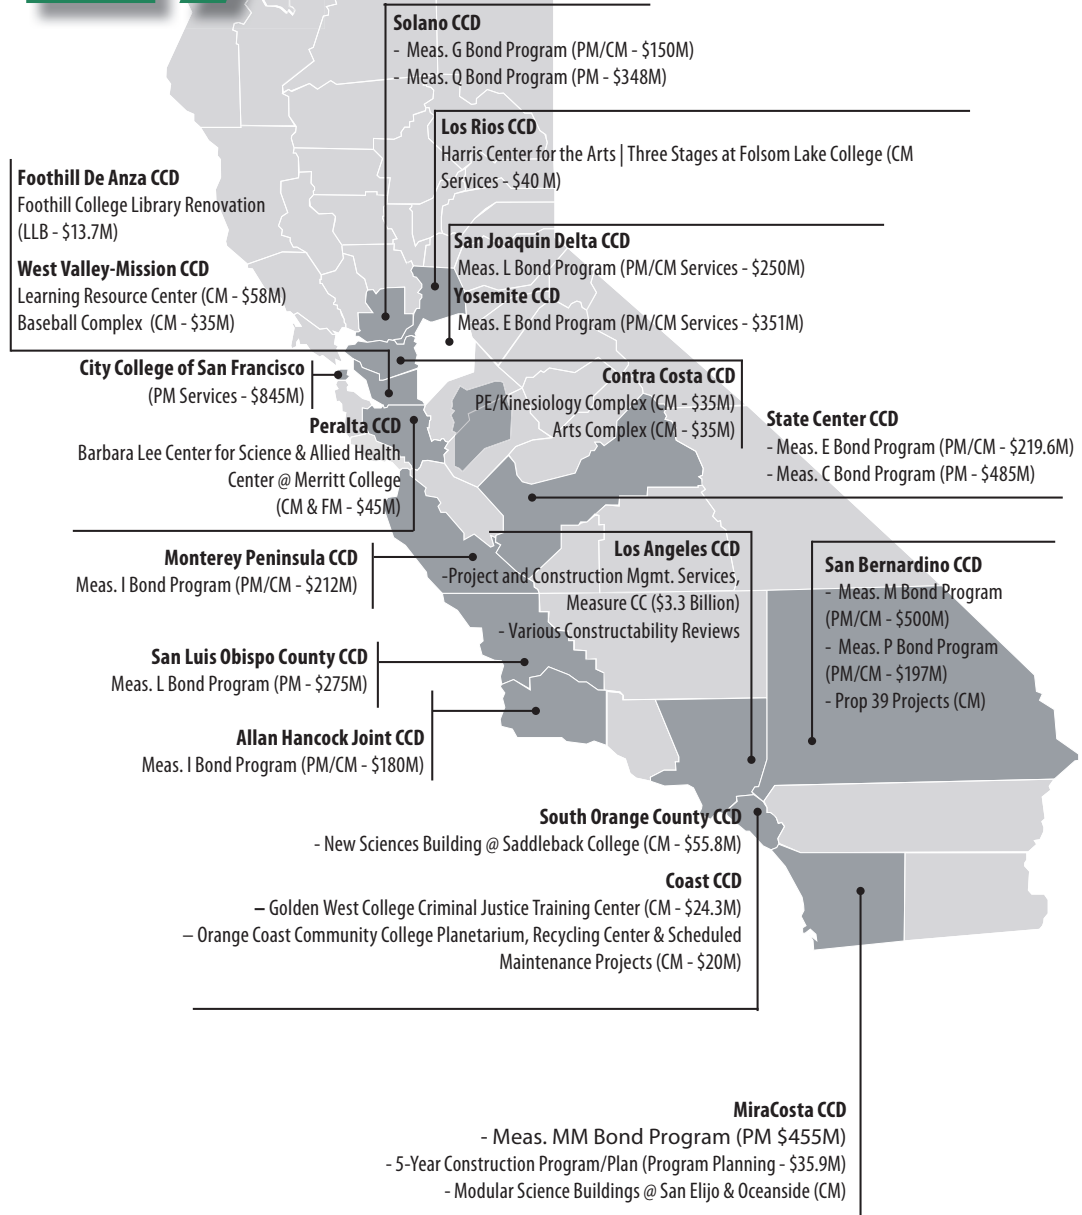 Solano CCD
- Meas. G Bond Program (PM/CM - $150M)
- Meas. Q Bond Program (PM - $348M)
Los Rios CCD
Harris Center for the Arts | Three Stages at Folsom Lake College (CM
Services - $40 M)
Foothill De Anza CCD
Foothill College Library Renovation
(LLB - $13.7M)
West Valley-Mission CCD
Learning Resource Center (CM - $58M)
Baseball Complex (CM - $35M)
San Joaquin Delta CCD
Meas. L Bond Program (PM/CM Services - $250M)
Yosemite CCD
Meas. E Bond Program (PM/CM Services - $351M)
City College of San Francisco
(PM Services - $845M)
Contra Costa CCD
PE/Kinesiology Complex (CM - $35M)
Arts Complex (CM - $35M)
Peralta CCD
Barbara Lee Center for Science & Allied Health
Center @ Merritt College
(CM & FM - $45M)
State Center CCD
- Meas. E Bond Program (PM/CM - $219.6M)
- Meas. C Bond Program (PM - $485M)
Monterey Peninsula CCD
Meas. I Bond Program (PM/CM - $212M)
Los Angeles CCD
-Project and Construction Mgmt. Services,
Measure CC ($3.3 Billion)
- Various Constructability Reviews
San Bernardino CCD
- Meas. M Bond Program
(PM/CM - $500M)
- Meas. P Bond Program
(PM/CM - $197M)
- Prop 39 Projects (CM)
San Luis Obispo County CCD
Meas. L Bond Program (PM - $275M)
Allan Hancock Joint CCD
Meas. I Bond Program (PM/CM - $180M)
South Orange County CCD
- New Sciences Building @ Saddleback College (CM - $55.8M)
Coast CCD
– Golden West College Criminal Justice Training Center (CM - $24.3M)
– Orange Coast Community College Planetarium, Recycling Center & Scheduled
Maintenance Projects (CM - $20M)
MiraCosta CCD
- Meas. MM Bond Program (PM $455M)
- 5-Year Construction Program/Plan (Program Planning - $35.9M)
- Modular Science Buildings @ San Elijo & Oceanside (CM)